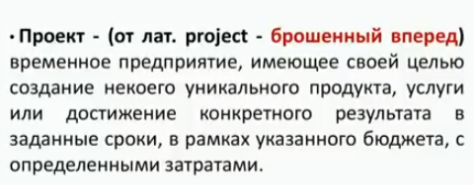 • Проект - (от лат. project - брошенный вперед)
временное предприятие, имеющее своей целью
создание некоего уникального продукта, услуги
или достижение конкретного результата в
заданные сроки, в рамках указанного бюджета, с
определенными затратами.